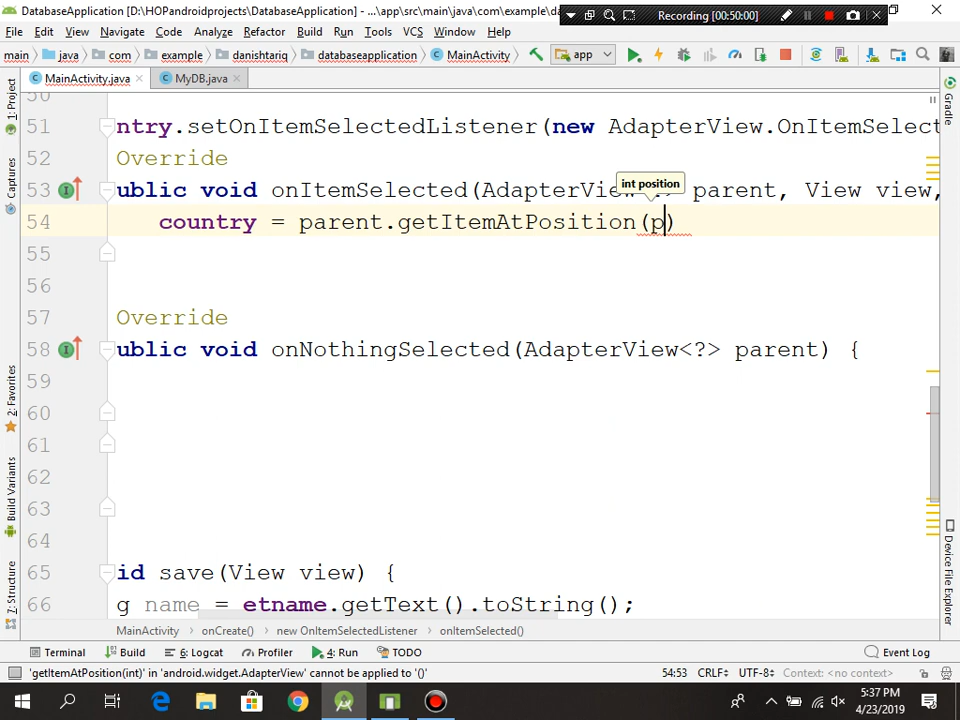 DatabaseApplication [D:\HOPandroidprojects\DatabaseApplication] - ...\app\src\main\java\com\example\da
Recording [00:50:00]
File Edit View Navigate Code Analyze Refactor Build Run Tools VCS Window Help
main java com example danishtariq databaseapplication MainActivity app
MainActivity.java MyDB.java
50
51 ntry.setOnItemSelectedListener(new AdapterView.OnItemSelect
52 Override
int position
53 ublic void onItemSelected(AdapterView<?> parent, View view,
54 country = parent.getItemAtPosition(p)
55
56
57 Override
58 ublic void onNothingSelected(AdapterView<?> parent) {
59
60
61
62
63
64
65 id save(View view) {
66 g name = etname.getText().toString();
MainActivity onCreate() new OnItemSelectedListener onItemSelected()
1: Project
Captures
2: Favorites
Build Variants
7: Structure
Gradle
Device File Explorer
Terminal Build 6: Logcat Profiler 4: Run TODO Event Log
'getItemAtPosition(int)' in 'android.widget.AdapterView' cannot be applied to '()' 54:53 CRLF UTF-8 Context: <no context>
5:37 PM
4/23/2019